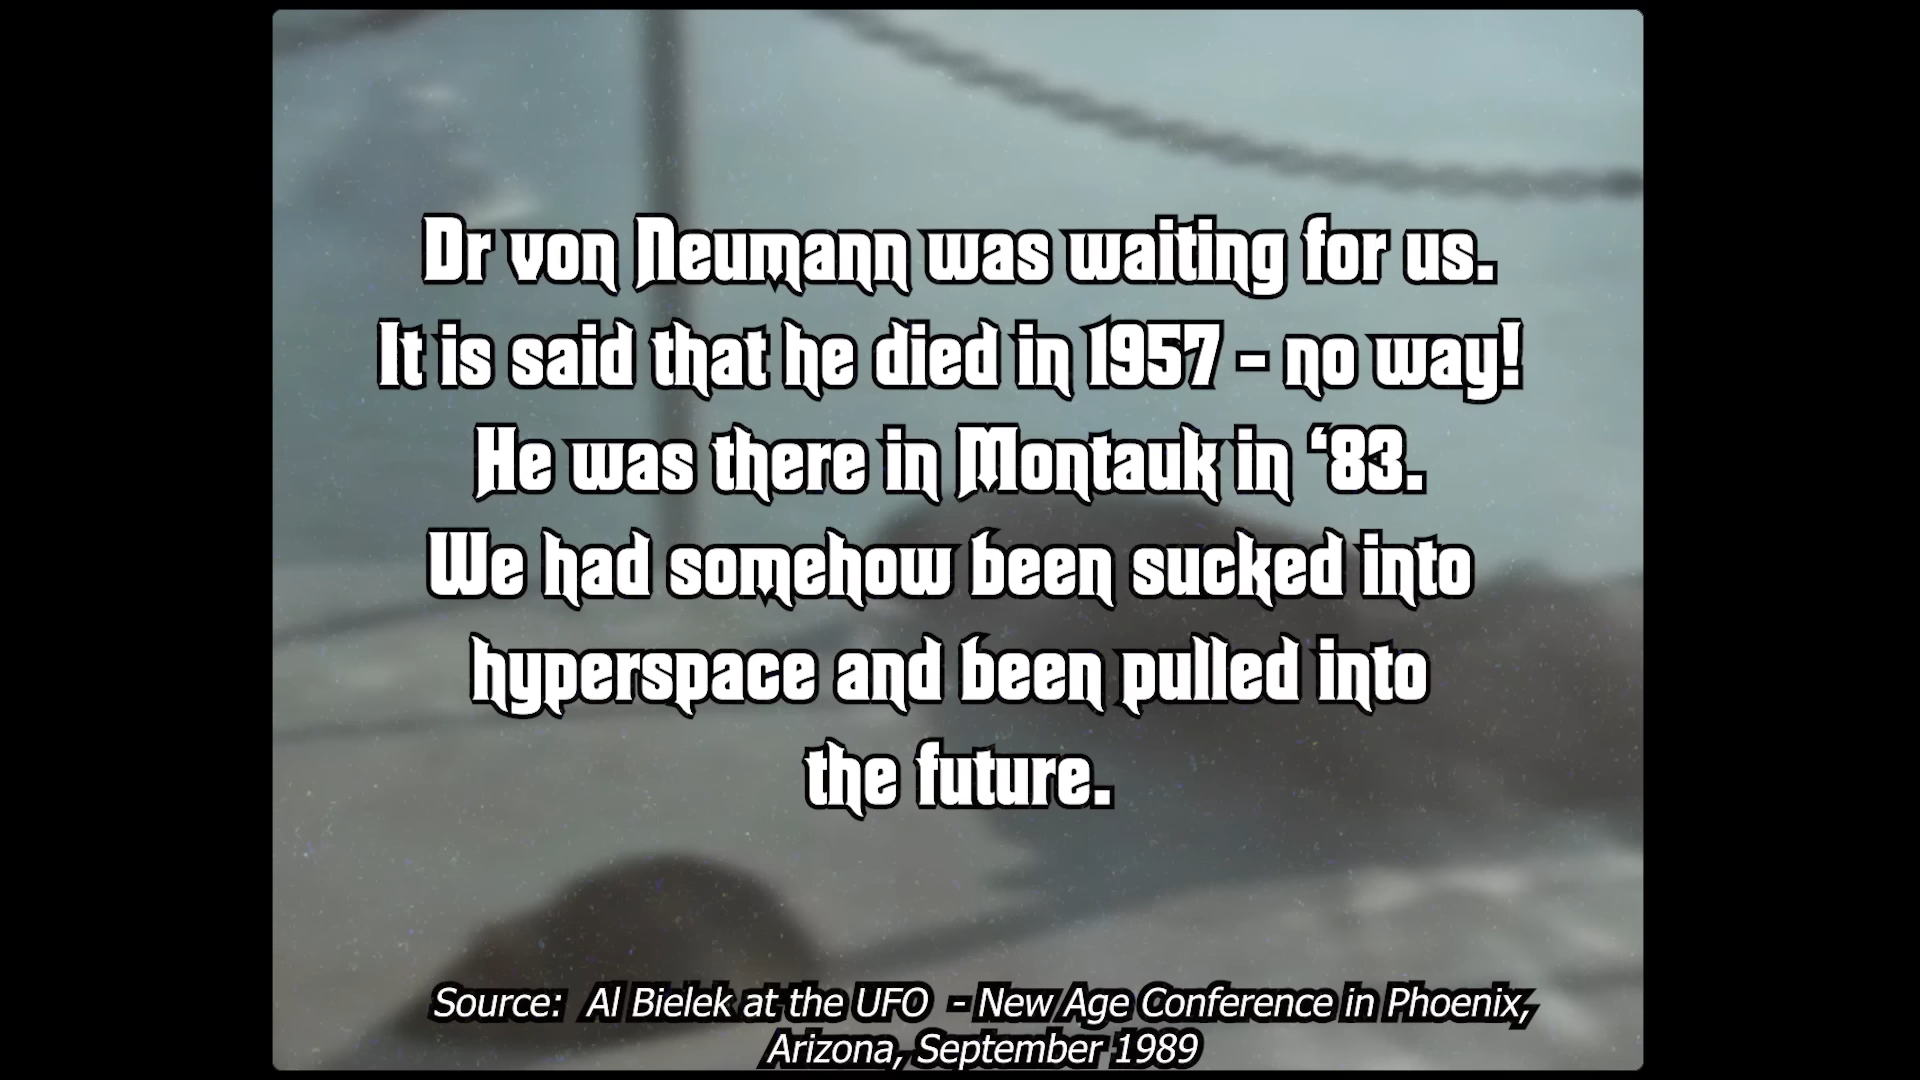 Dr von Neumann was waiting for us.
It is said that he died in 1957 - no way!
He was there in Montauk in ‘83.
We had somehow been sucked into
hyperspace and been pulled into
the future.
Source: Al Bielek at the UFO - New Age Conference in Phoenix,
Arizona, September 1989